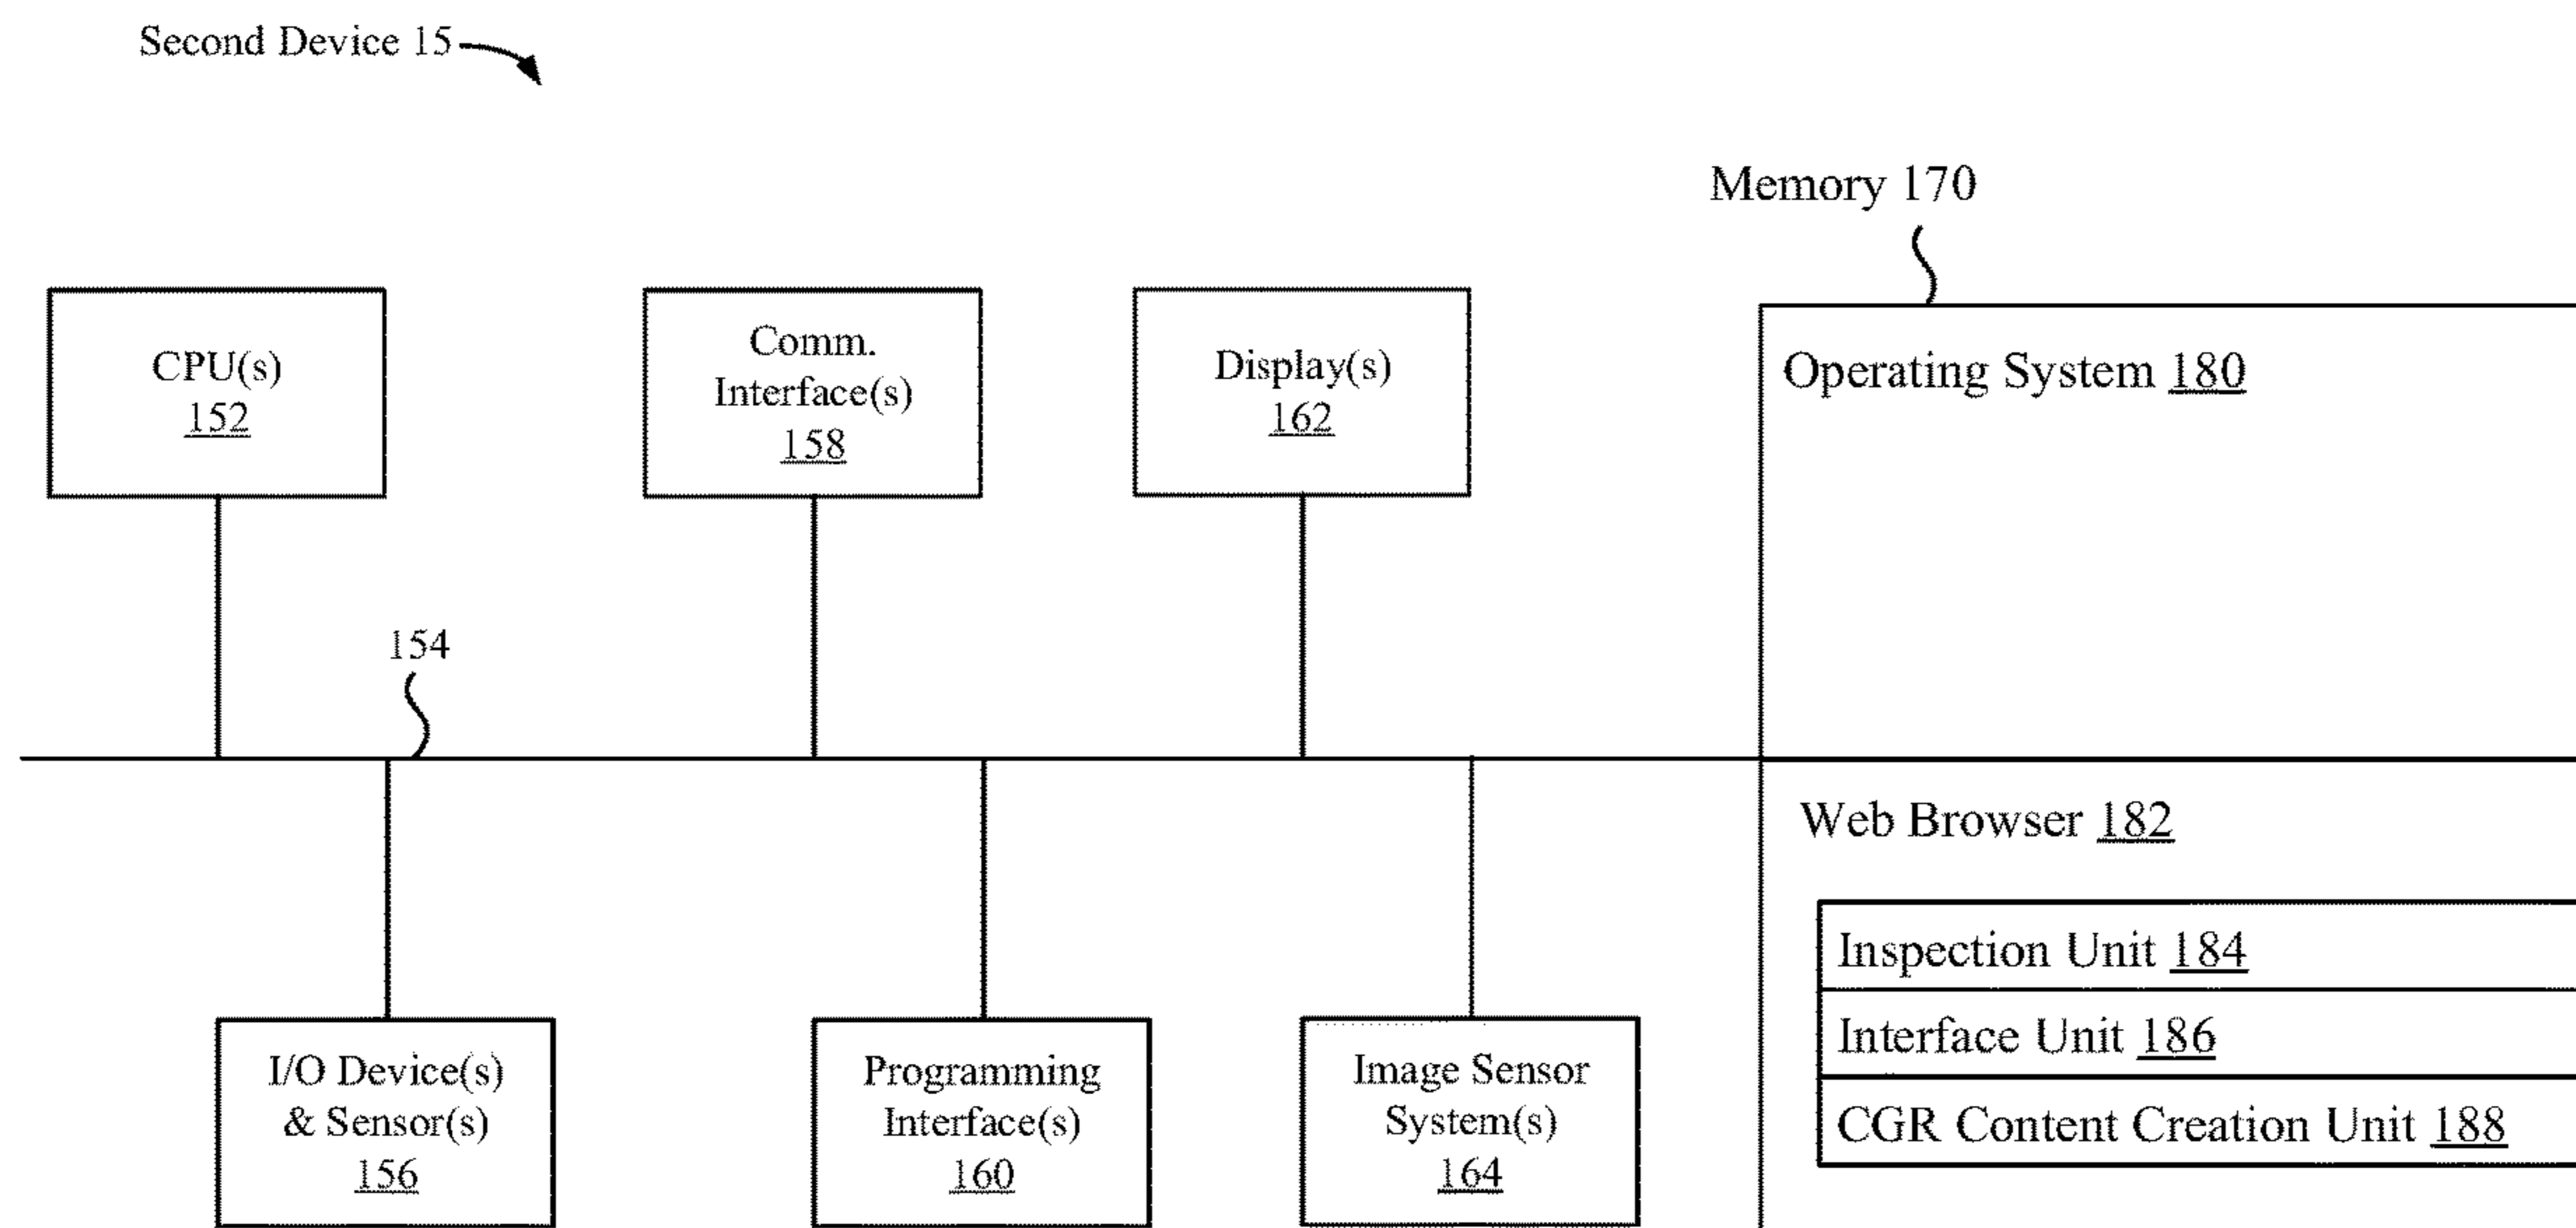 Second Device 15
Memory 170
CPU(s)
152
Comm.
Interface(s)
158
Display(s)
162
Operating System 180
154
Web Browser 182
Inspection Unit 184
Interface Unit 186
CGR Content Creation Unit 188
I/O Device(s)
& Sensor(s)
156
Programming
Interface(s)
160
Image Sensor
System(s)
164